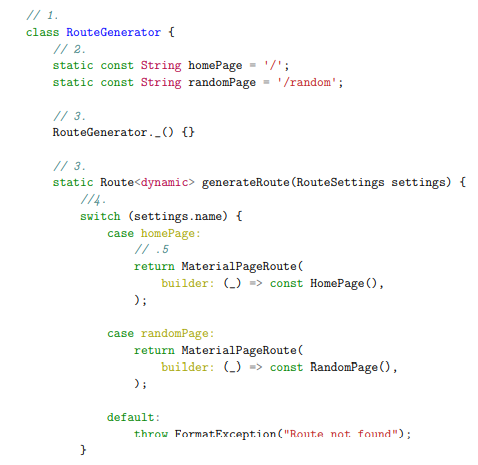 // 1.
class RouteGenerator {
// 2.
static const String homePage = '/';
static const String randomPage = '/random';
// 3.
RouteGenerator._() {}
// 3.
static Route<dynamic> generateRoute(RouteSettings settings) {
//4.
switch (settings.name) {
case homePage:
// .5
return MaterialPageRoute(
builder: (_) => const HomePage(),
);
case randomPage:
return MaterialPageRoute(
builder: (_) => const RandomPage(),
);
default:
throw FormatException("Route not found");
}